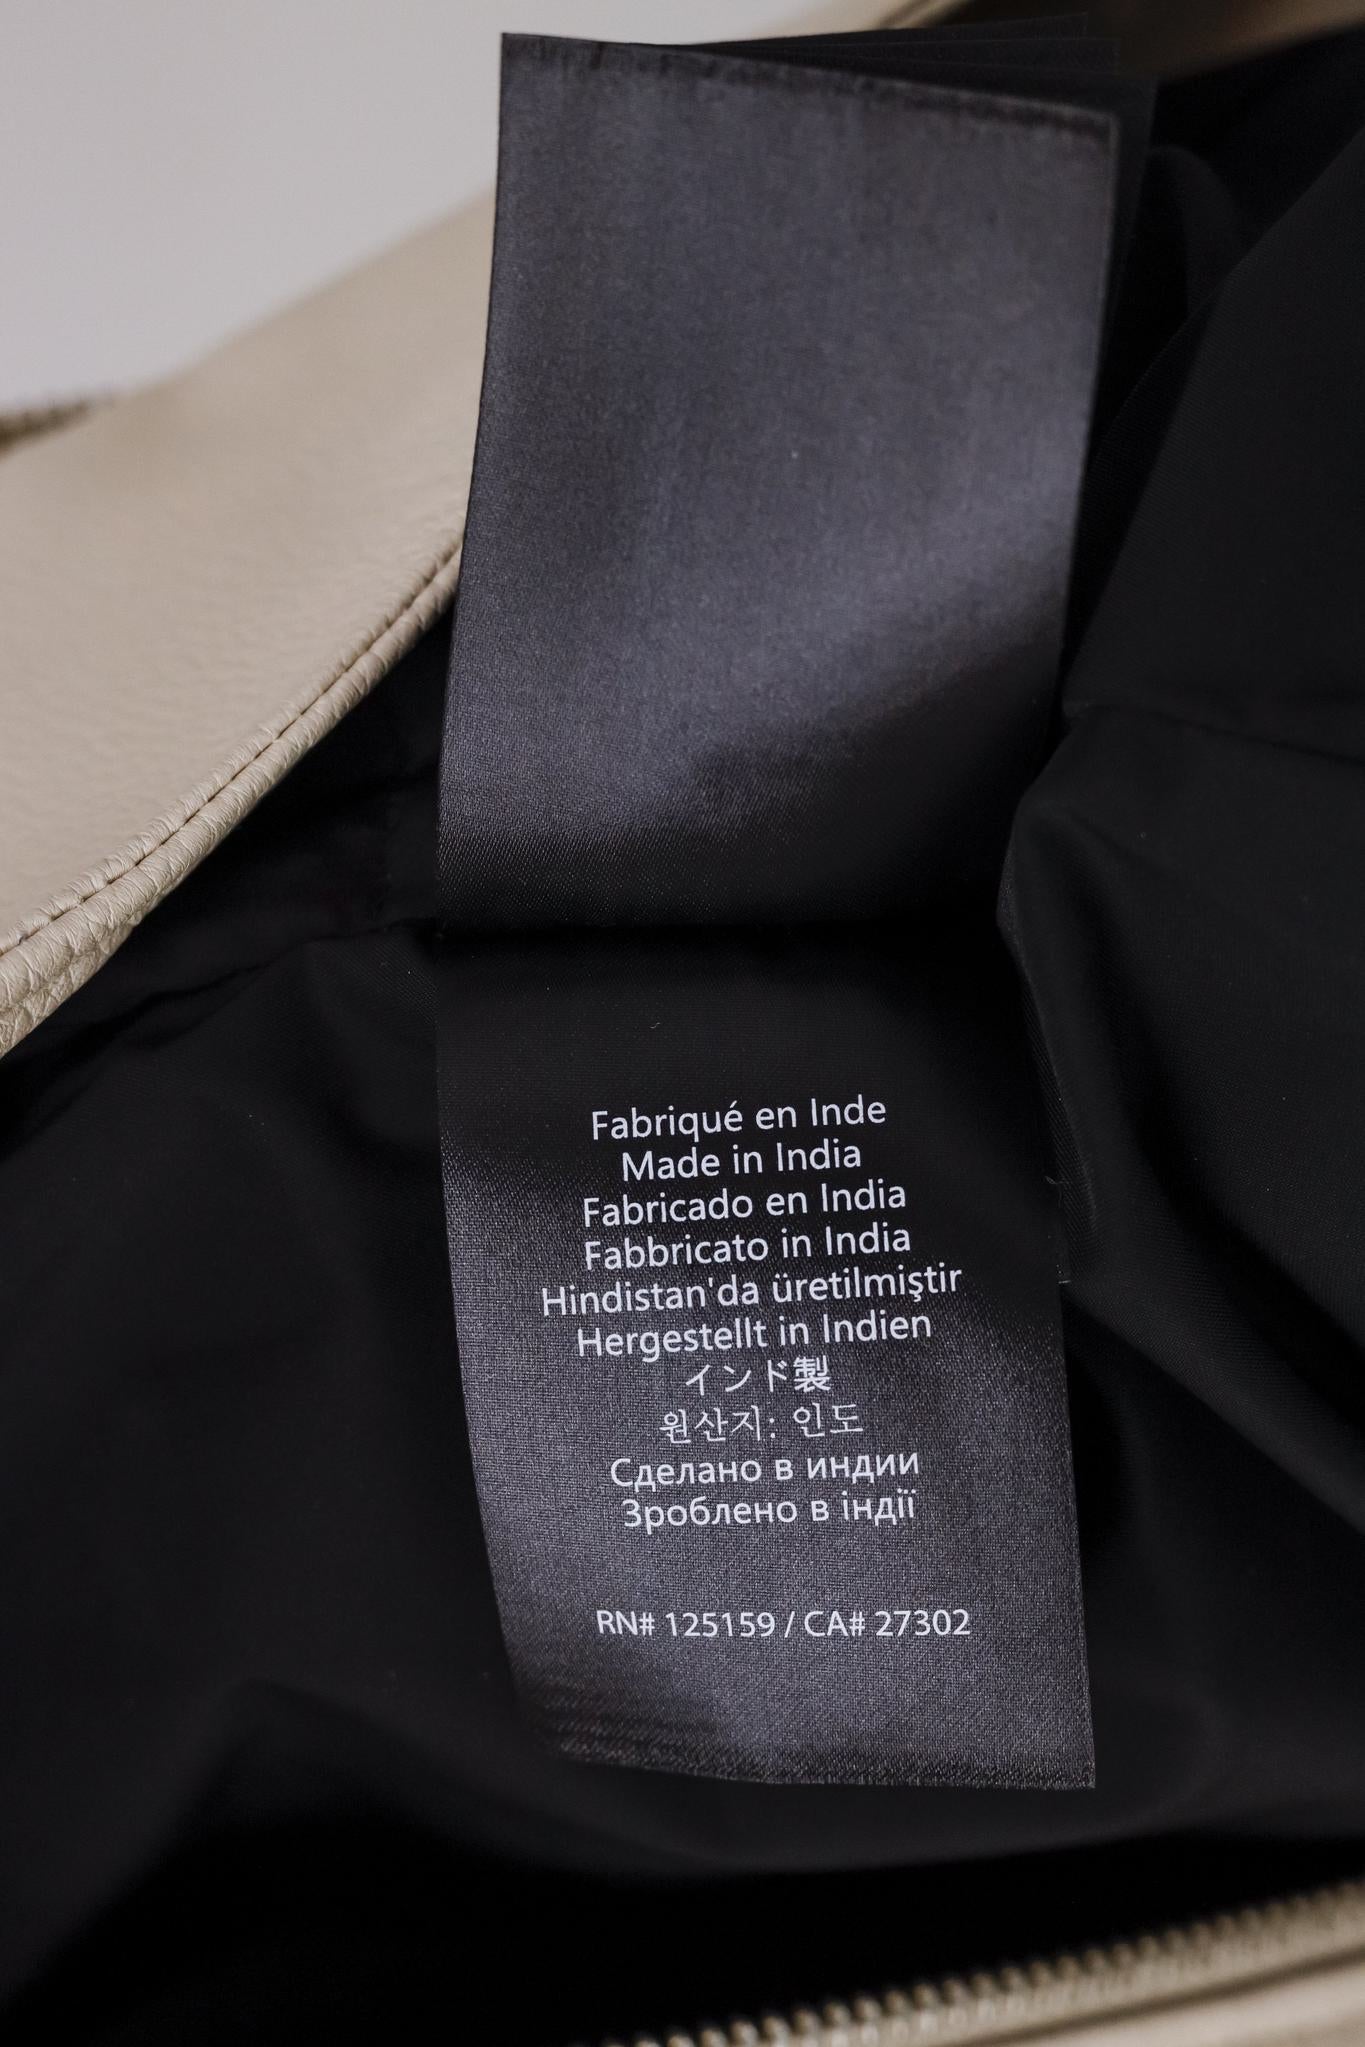 Fabriqué en Inde
Made in India
Fabricado en India
Fabbricato in India
Hindistan'da üretilmiştir
Hergestellt in Indien
インド製
원산지: 인도
Сделано в индии
Зроблено в індії
RN# 125159 / CA# 27302